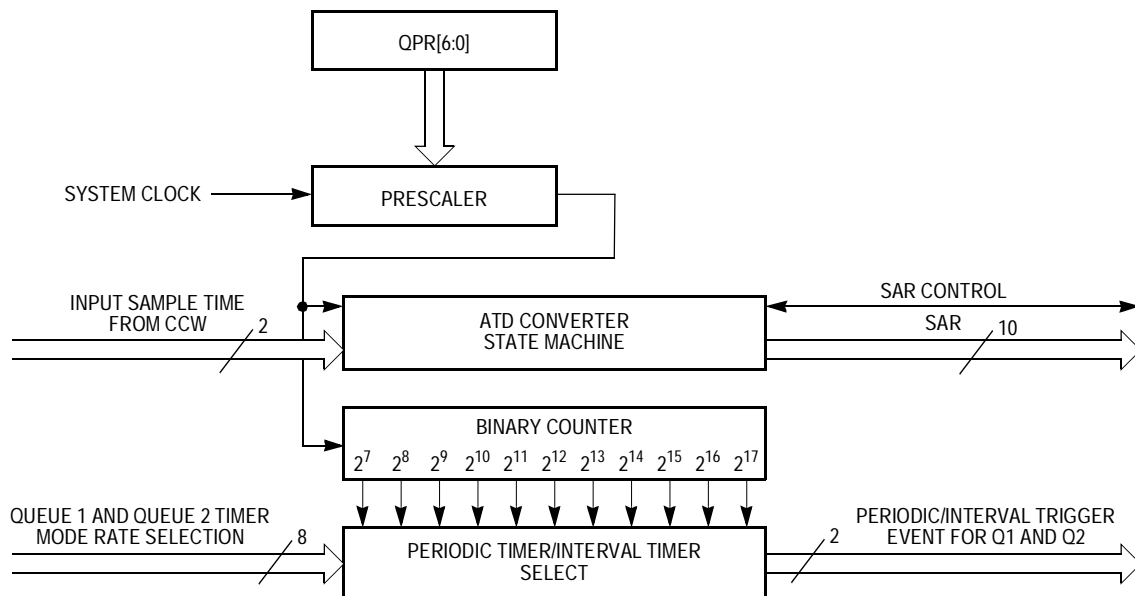 QPR[6:0]
SYSTEM CLOCK
PRESCALER
INPUT SAMPLE TIME
FROM CCW
2
ATD CONVERTER
STATE MACHINE
SAR CONTROL
SAR
10
BINARY COUNTER
2^7 2^8 2^9 2^10 2^11 2^12 2^13 2^14 2^15 2^16 2^17
QUEUE 1 AND QUEUE 2 TIMER
MODE RATE SELECTION
8
PERIODIC TIMER/INTERVAL TIMER
SELECT
2
PERIODIC/INTERVAL TRIGGER
EVENT FOR Q1 AND Q2